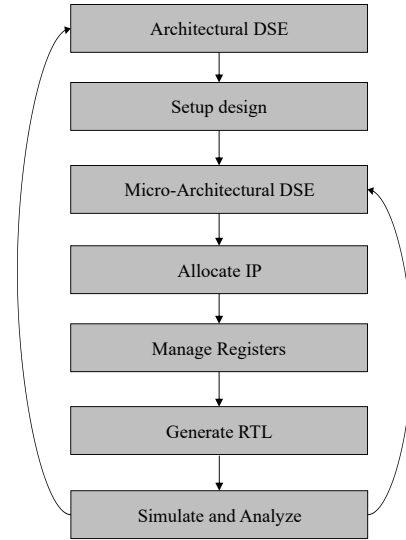 Architectural DSE
Setup design
Micro-Architectural DSE
Allocate IP
Manage Registers
Generate RTL
Simulate and Analyze